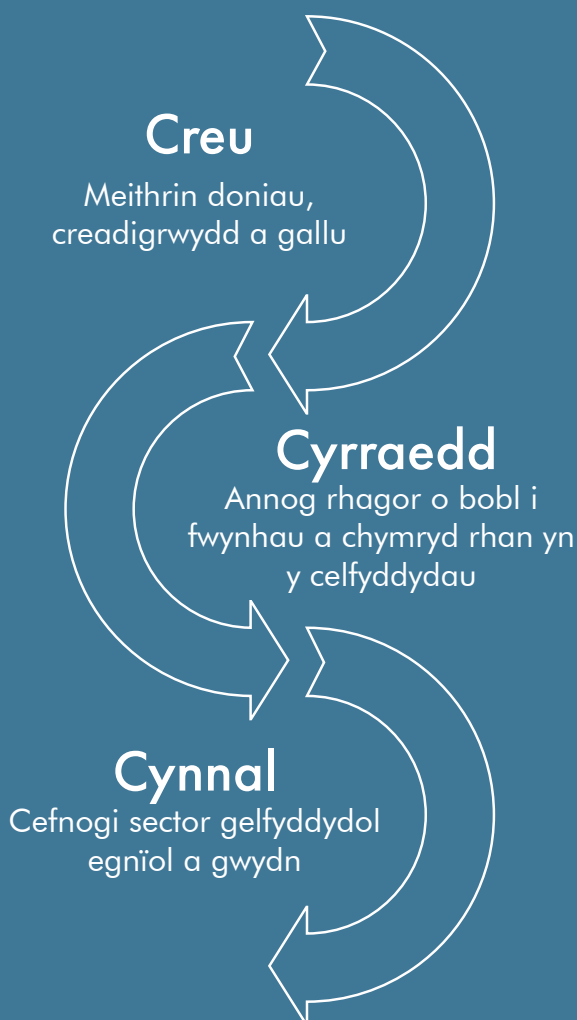 Creu
Meithrin doniau,
creadigrwydd a gallu
Cyrraedd
Annog rhagor o bobl i
fwynhau a chymryd rhan yn
y celfyddydau
Cynnal
Cefnogi sector gelfyddydol
egnïol a gwydn